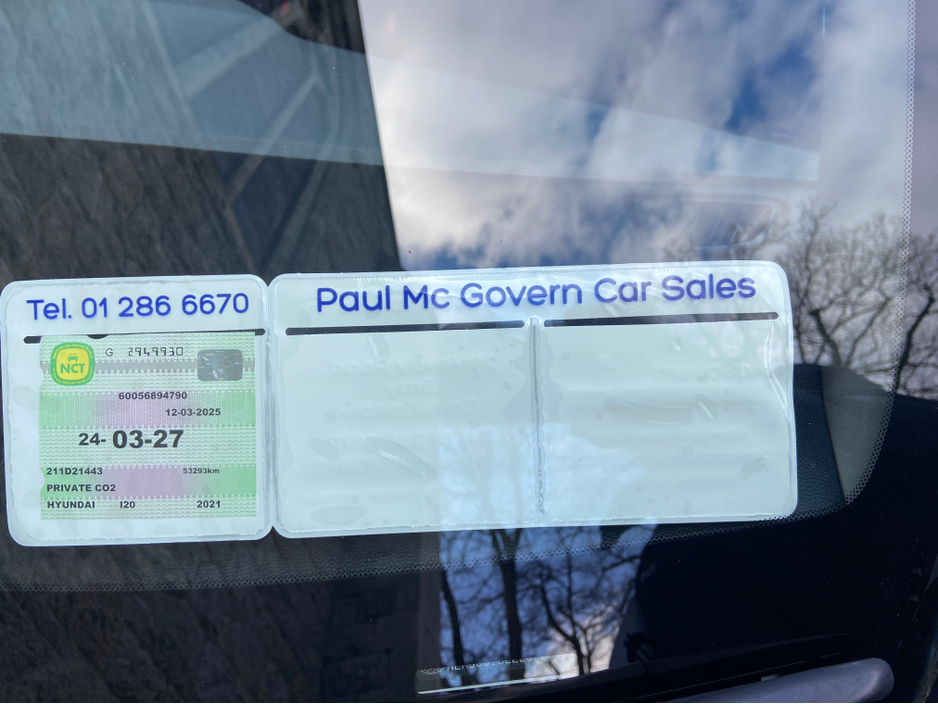 Tel. 01 286 6670
Paul Mc Govern Car Sales
NCT
G 2949930
60056894790
12-03-2025
24- 03-27
211D21443 53293km
PRIVATE CO2
HYUNDAI I20 2021